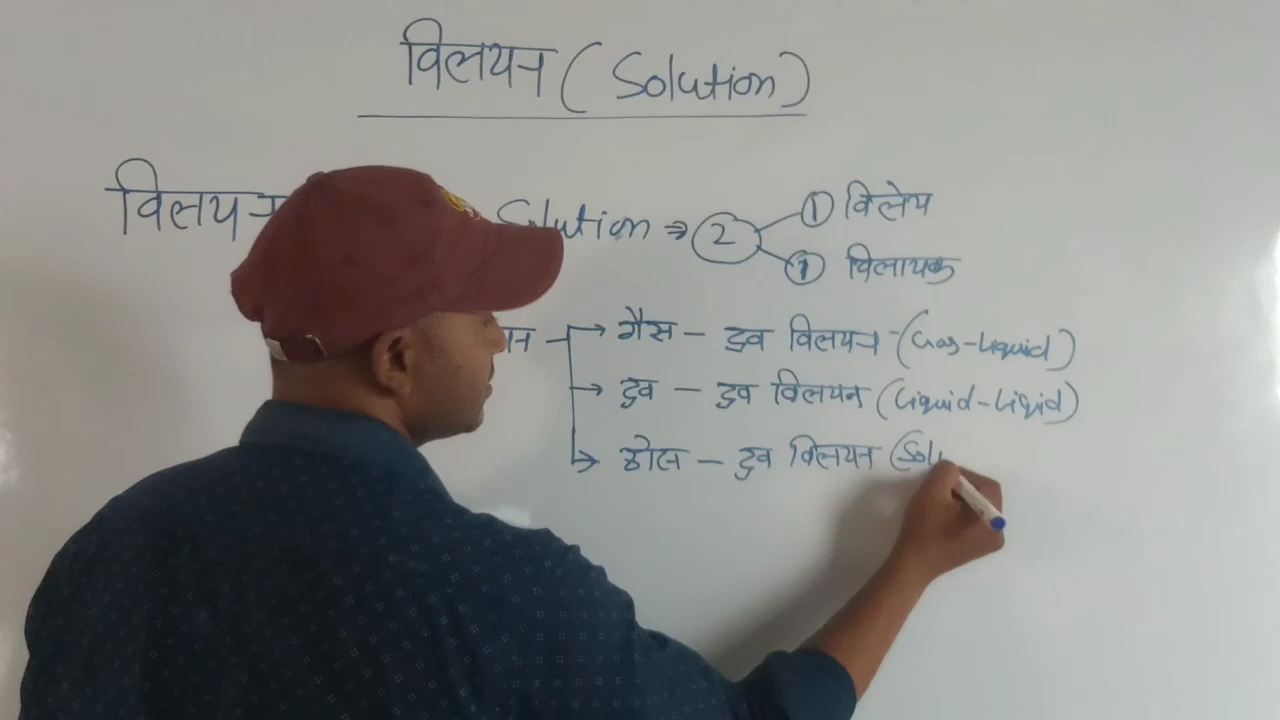 विलयन (Solution)
विलयन Solution ⇒ 2 ① विलेय
① विलायक
→ गैस - द्रव विलयन - (Gas-Liquid)
→ द्रव - द्रव विलयन (Liquid-Liqid)
→ ठोस - द्रव विलयन (Sol